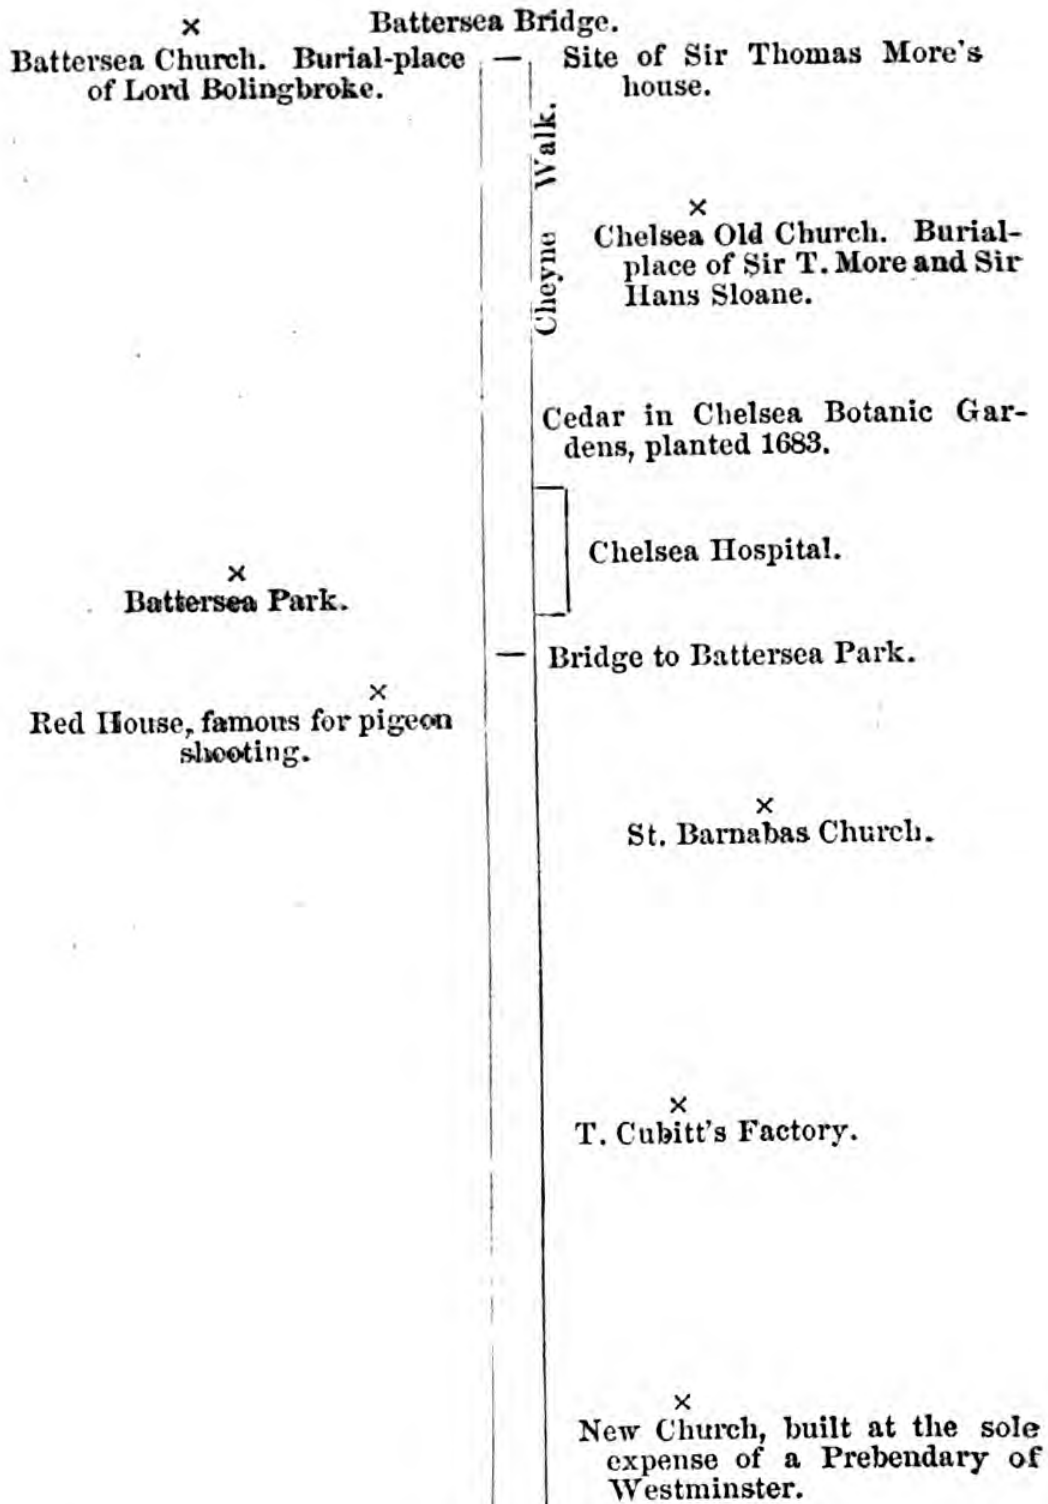 Battersea Bridge.
Battersea Church. Burial-place
of Lord Bolingbroke.
Site of Sir Thomas More's
house.
Cheyne Walk.
Chelsea Old Church. Burial-
place of Sir T. More and Sir
Hans Sloane.
Cedar in Chelsea Botanic Gar-
dens, planted 1683.
Chelsea Hospital.
Battersea Park.
Bridge to Battersea Park.
Red House, famous for pigeon
shooting.
St. Barnabas Church.
T. Cubitt's Factory.
New Church, built at the sole
expense of a Prebendary of
Westminster.